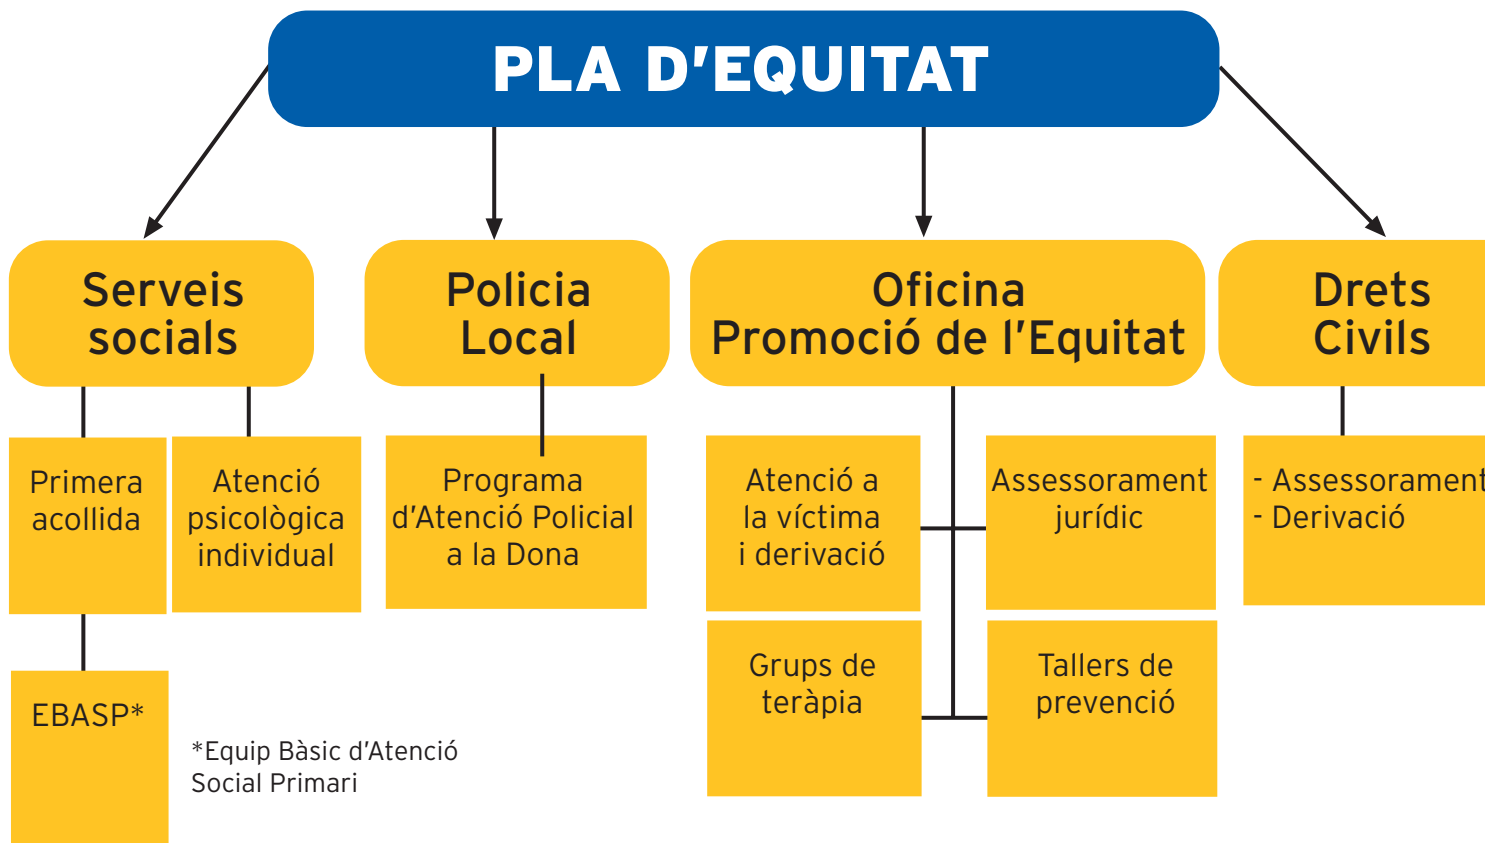 PLA D'EQUITAT
Serveis
socials
Policia
Local
Oficina
Promoció de l'Equitat
Drets
Civils
Primera
acollida
Atenció
psicològica
individual
Programa
d'Atenció Policial
a la Dona
Atenció a
la víctima
i derivació
Assessorament
jurídic
- Assessorament
- Derivació
Grups de
teràpia
Tallers de
prevenció
EBASP*
*Equip Bàsic d'Atenció
Social Primari